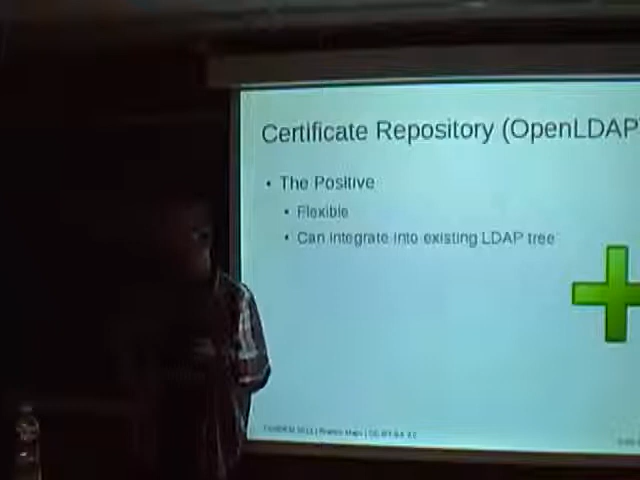 Certificate Repository (OpenLDAP
• The Positive
• Flexible
• Can integrate into existing LDAP tree